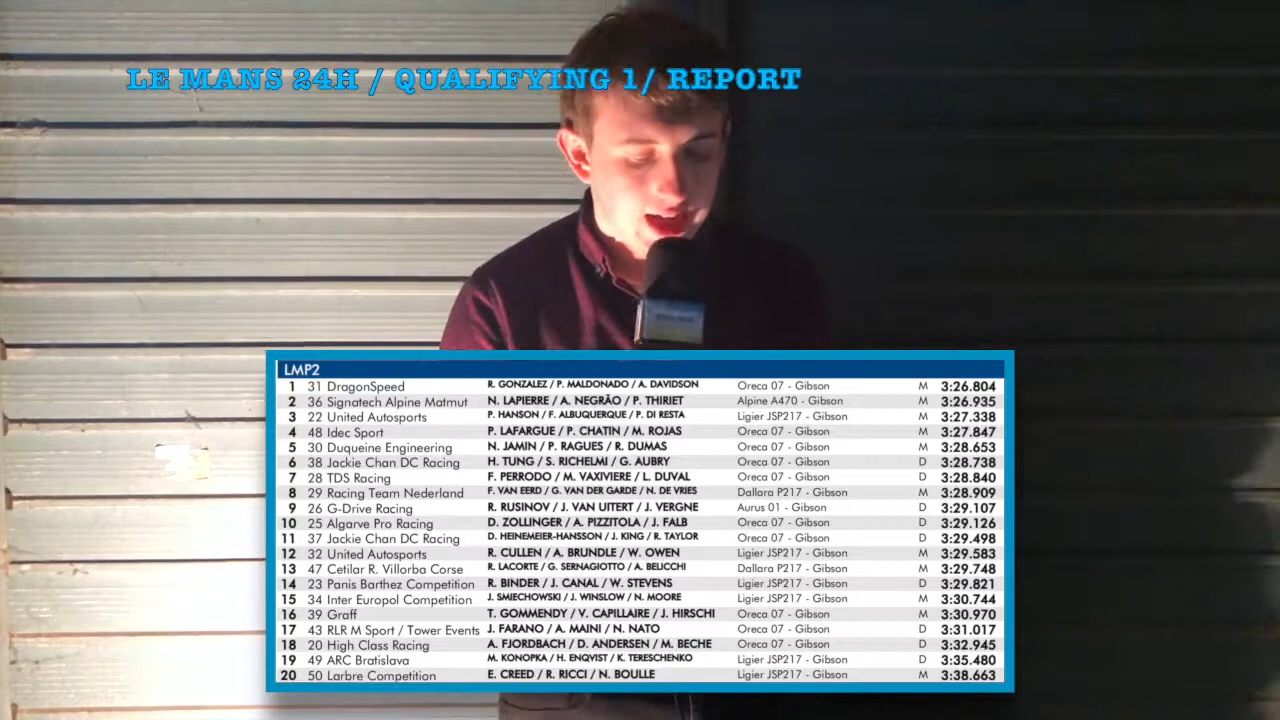 LE MANS 24H / QUALIFYING 1/ REPORT
LMP2
1 31 DragonSpeed R. GONZALEZ / P. MALDONADO / A. DAVIDSON Oreca 07 - Gibson M 3:26.804
2 36 Signatech Alpine Matmut N. LAPIERRE / A. NEGRÃO / P. THIRIET Alpine A470 - Gibson M 3:26.935
3 22 United Autosports P. HANSON / F. ALBUQUERQUE / P. DI RESTA Ligier JSP217 - Gibson M 3:27.338
4 48 Idec Sport P. LAFARGUE / P. CHATIN / M. ROJAS Oreca 07 - Gibson M 3:27.847
5 30 Duqueine Engineering N. JAMIN / P. RAGUES / R. DUMAS Oreca 07 - Gibson M 3:28.653
6 38 Jackie Chan DC Racing H. TUNG / S. RICHELMI / G. AUBRY Oreca 07 - Gibson D 3:28.738
7 28 TDS Racing F. PERRODO / M. VAXIVIERE / L. DUVAL Oreca 07 - Gibson D 3:28.840
8 29 Racing Team Nederland F. VAN EERD / G. VAN DER GARDE / N. DE VRIES Dallara P217 - Gibson M 3:28.909
9 26 G-Drive Racing R. RUSINOV / J. VAN UITERT / J. VERGNE Aurus 01 - Gibson D 3:29.107
10 25 Algarve Pro Racing D. ZOLLINGER / A. PIZZITOLA / J. FALB Oreca 07 - Gibson D 3:29.126
11 37 Jackie Chan DC Racing D. HEINEMEIER-HANSSON / J. KING / R. TAYLOR Oreca 07 - Gibson D 3:29.498
12 32 United Autosports R. CULLEN / A. BRUNDLE / W. OWEN Ligier JSP217 - Gibson M 3:29.583
13 47 Cetilar R. Villorba Corse R. LACORTE / G. SERNAGIOTTO / A. BELICCHI Dallara P217 - Gibson M 3:29.748
14 23 Panis Barthez Competition R. BINDER / J. CANAL / W. STEVENS Ligier JSP217 - Gibson D 3:29.821
15 34 Inter Europol Competition J. SMIECHOWSKI / J. WINSLOW / N. MOORE Ligier JSP217 - Gibson M 3:30.744
16 39 Graff T. GOMMENDY / V. CAPILLAIRE / J. HIRSCHI Oreca 07 - Gibson M 3:30.970
17 43 RLR M Sport / Tower Events J. FARANO / A. MAINI / N. NATO Oreca 07 - Gibson D 3:31.017
18 20 High Class Racing A. FJORDBACH / D. ANDERSEN / M. BECHE Oreca 07 - Gibson D 3:32.945
19 49 ARC Bratislava M. KONOPKA / H. ENQVIST / K. TERESCHENKO Ligier JSP217 - Gibson D 3:35.480
20 50 Larbre Competition E. CREED / R. RICCI / N. BOULLE Ligier JSP217 - Gibson M 3:38.663